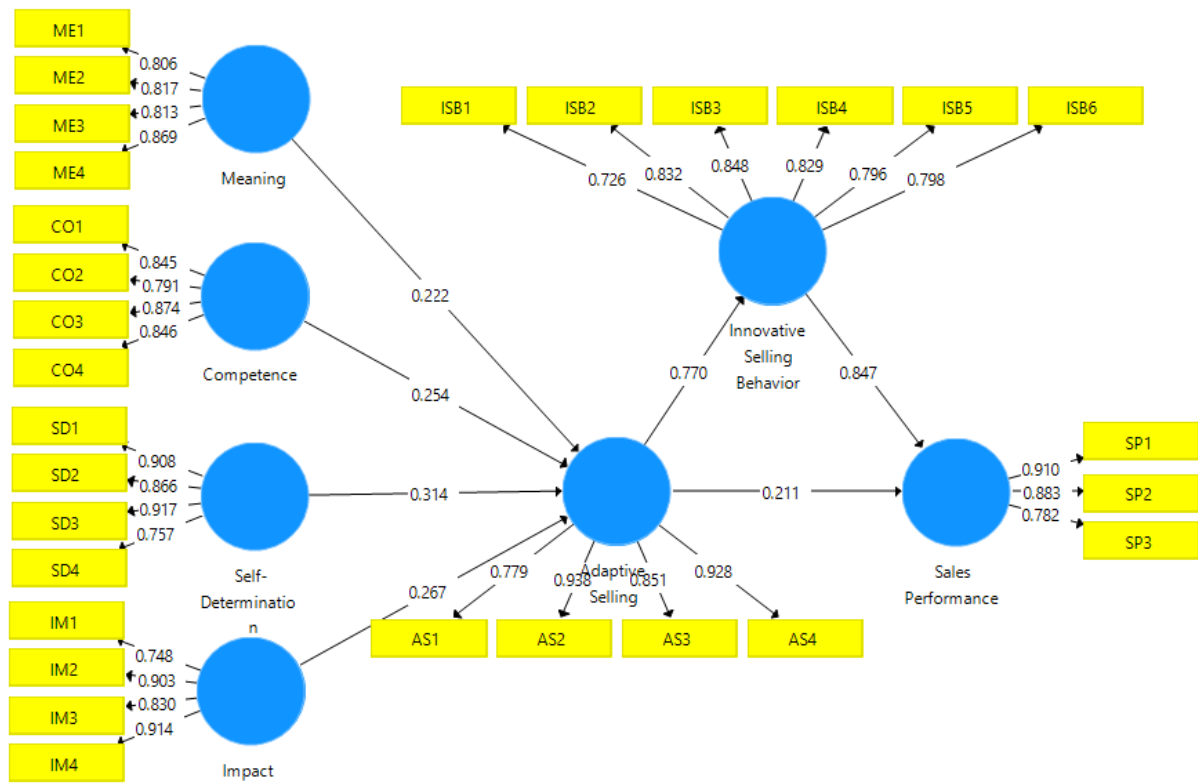 ME1
ME2
ME3
ME4
0.806
0.817
0.813
0.869
Meaning
CO1
CO2
CO3
CO4
0.845
0.791
0.874
0.846
Competence
SD1
SD2
SD3
SD4
0.908
0.866
0.917
0.757
Self-
Determinatio
n
IM1
IM2
IM3
IM4
0.748
0.903
0.830
0.914
Impact
0.222
0.254
0.314
0.267
ISB1
ISB2
ISB3
ISB4
ISB5
ISB6
0.726
0.832
0.848
0.829
0.796
0.798
Innovative
Selling
Behavior
0.770
0.847
Adaptive
Selling
0.211
0.779
0.938
0.851
0.928
AS1
AS2
AS3
AS4
Sales
Performance
0.910
0.883
0.782
SP1
SP2
SP3